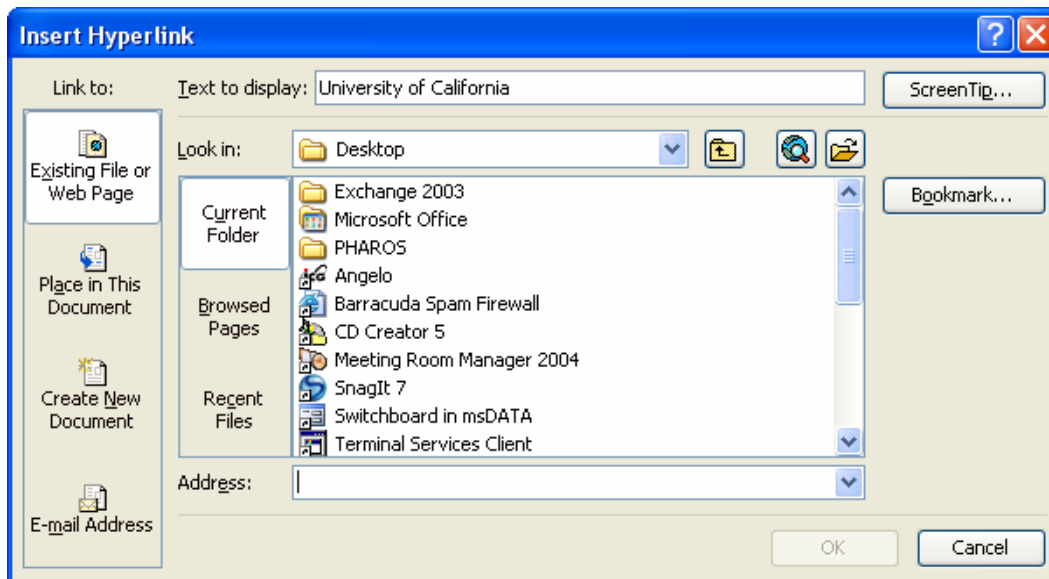 Insert Hyperlink
Link to:
Text to display: University of California
ScreenTip...
Existing File or
Web Page
Look in: Desktop
Bookmark...
Current
Folder
Exchange 2003
Microsoft Office
PHAROS
Angelo
Barracuda Spam Firewall
CD Creator 5
Meeting Room Manager 2004
SnagIt 7
Switchboard in msDATA
Terminal Services Client
Place in This
Document
Browsed
Pages
Create New
Document
Recent
Files
E-mail Address
Address:
OK
Cancel